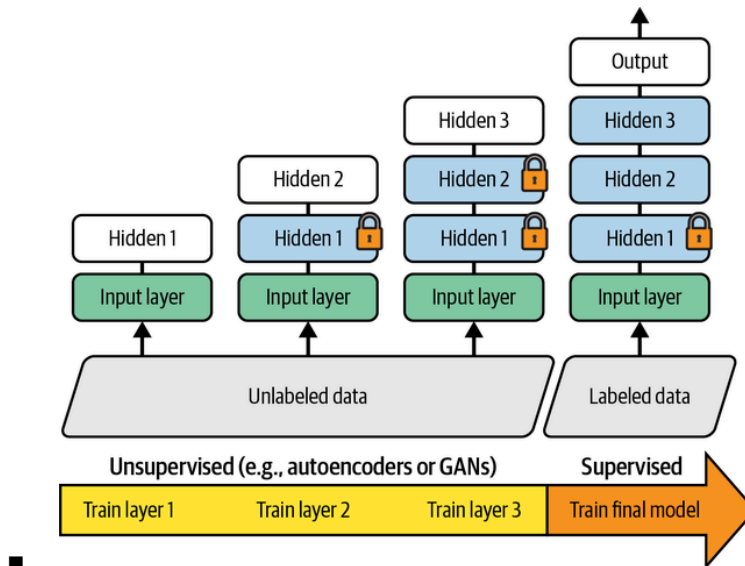 Output
Hidden 3
Hidden 3
Hidden 2
Hidden 2
Hidden 2
Hidden 1
Hidden 1
Hidden 1
Hidden 1
Input layer
Input layer
Input layer
Input layer
Unlabeled data
Labeled data
Unsupervised (e.g., autoencoders or GANs)
Supervised
Train layer 1
Train layer 2
Train layer 3
Train final model